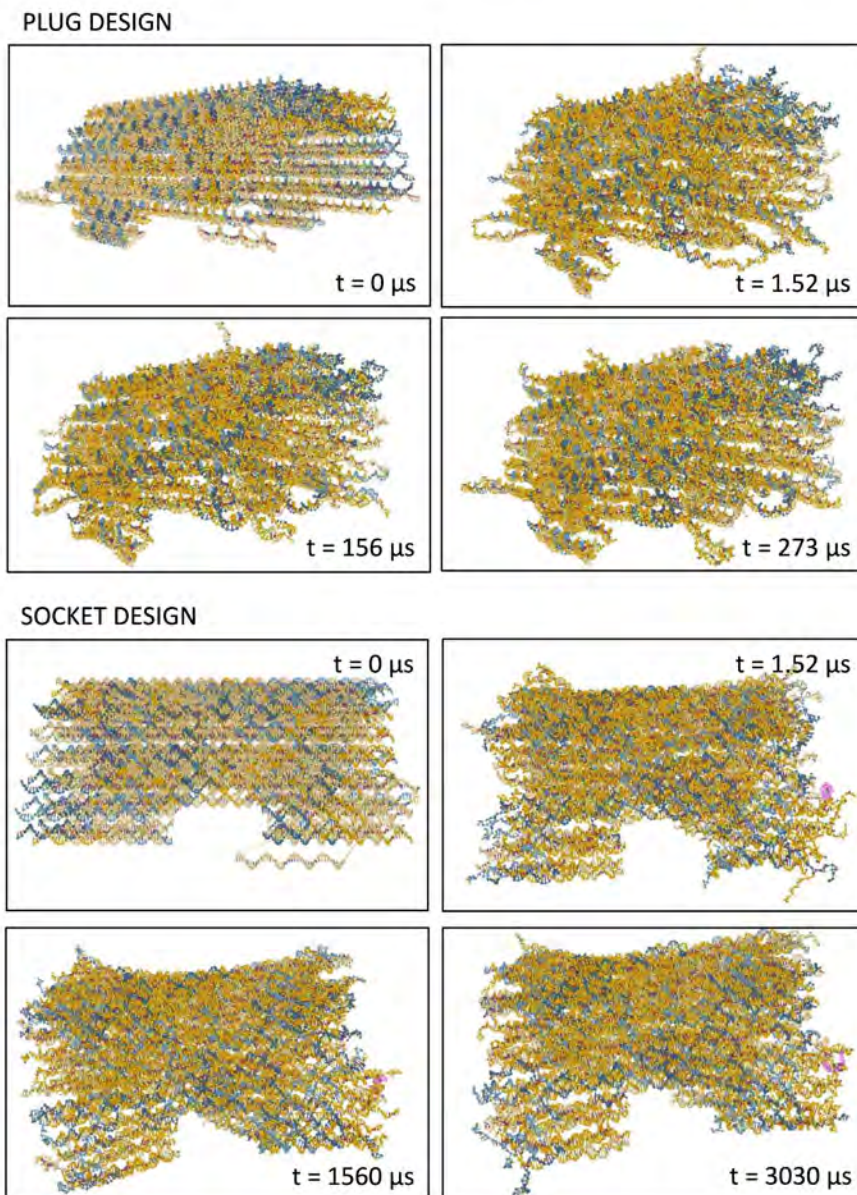 PLUG DESIGN
t = 0 μs
t = 1.52 μs
t = 156 μs
t = 273 μs
SOCKET DESIGN
t = 0 μs
t = 1.52 μs
t = 1560 μs
t = 3030 μs